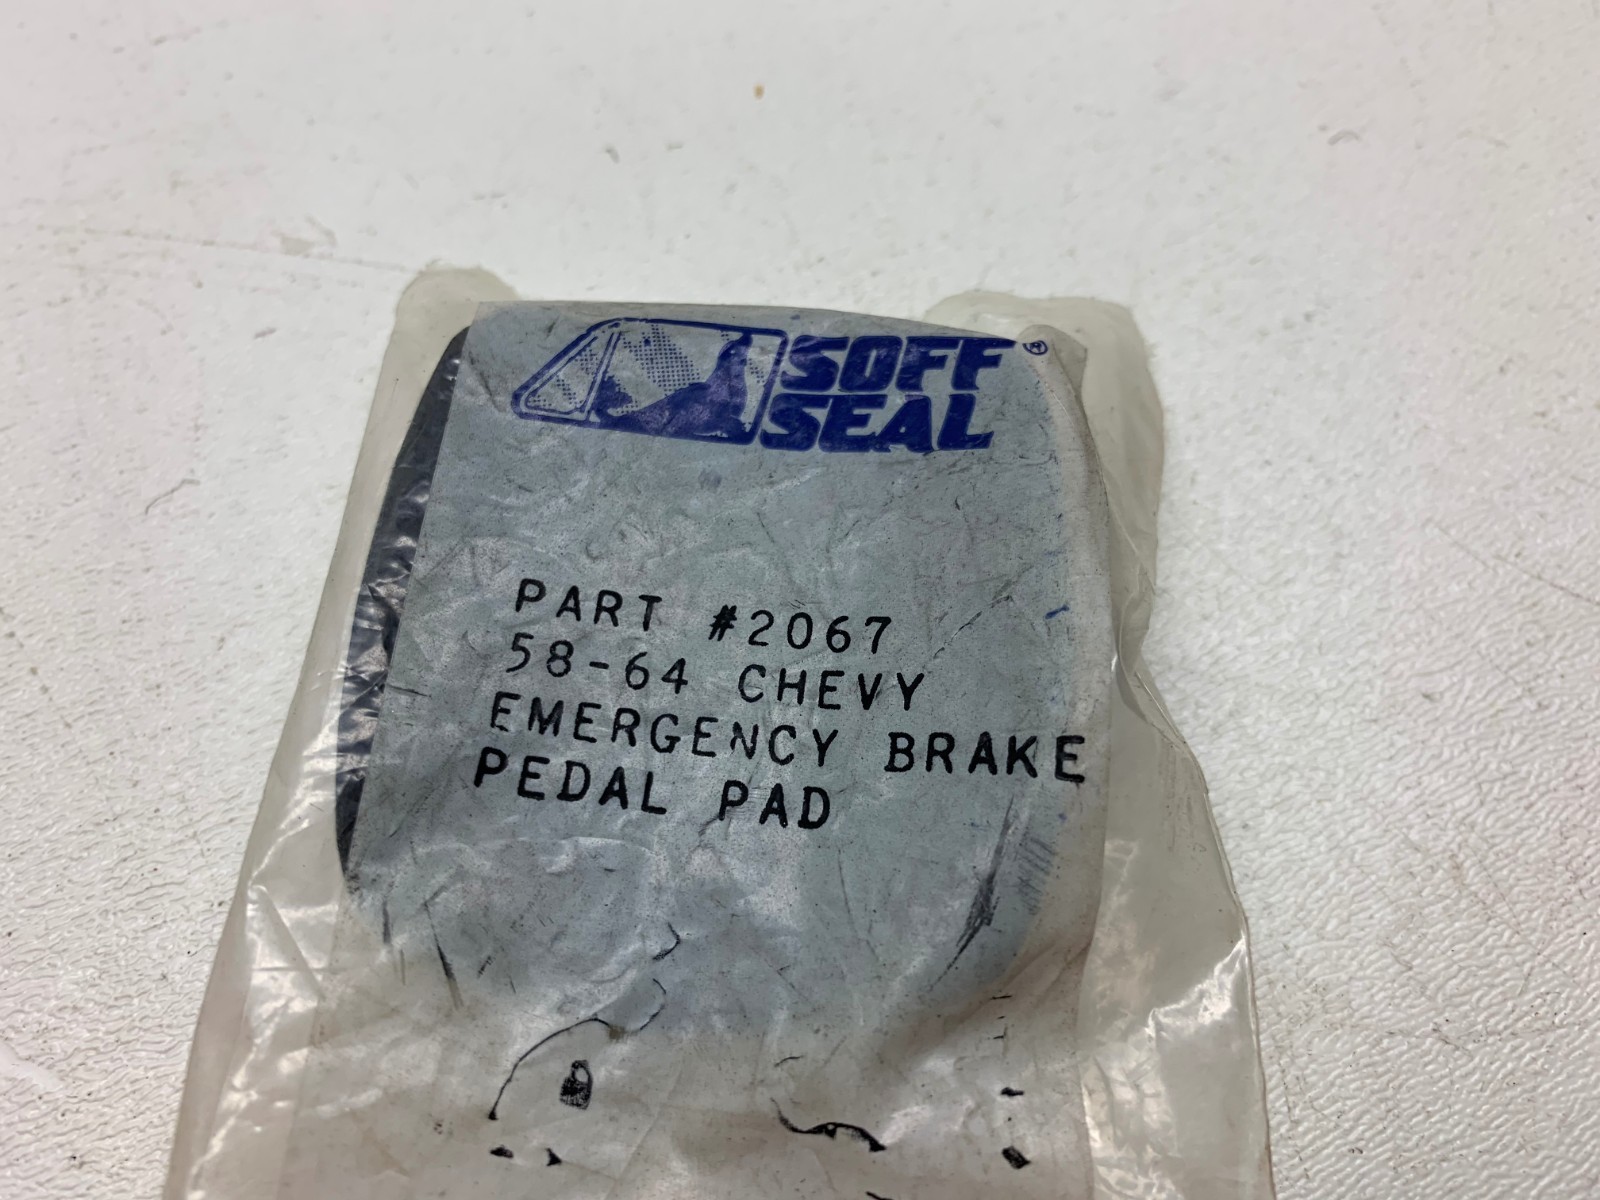 SOFF®
SEAL
PART #2067
58-64 CHEVY
EMERGENCY BRAKE
PEDAL PAD